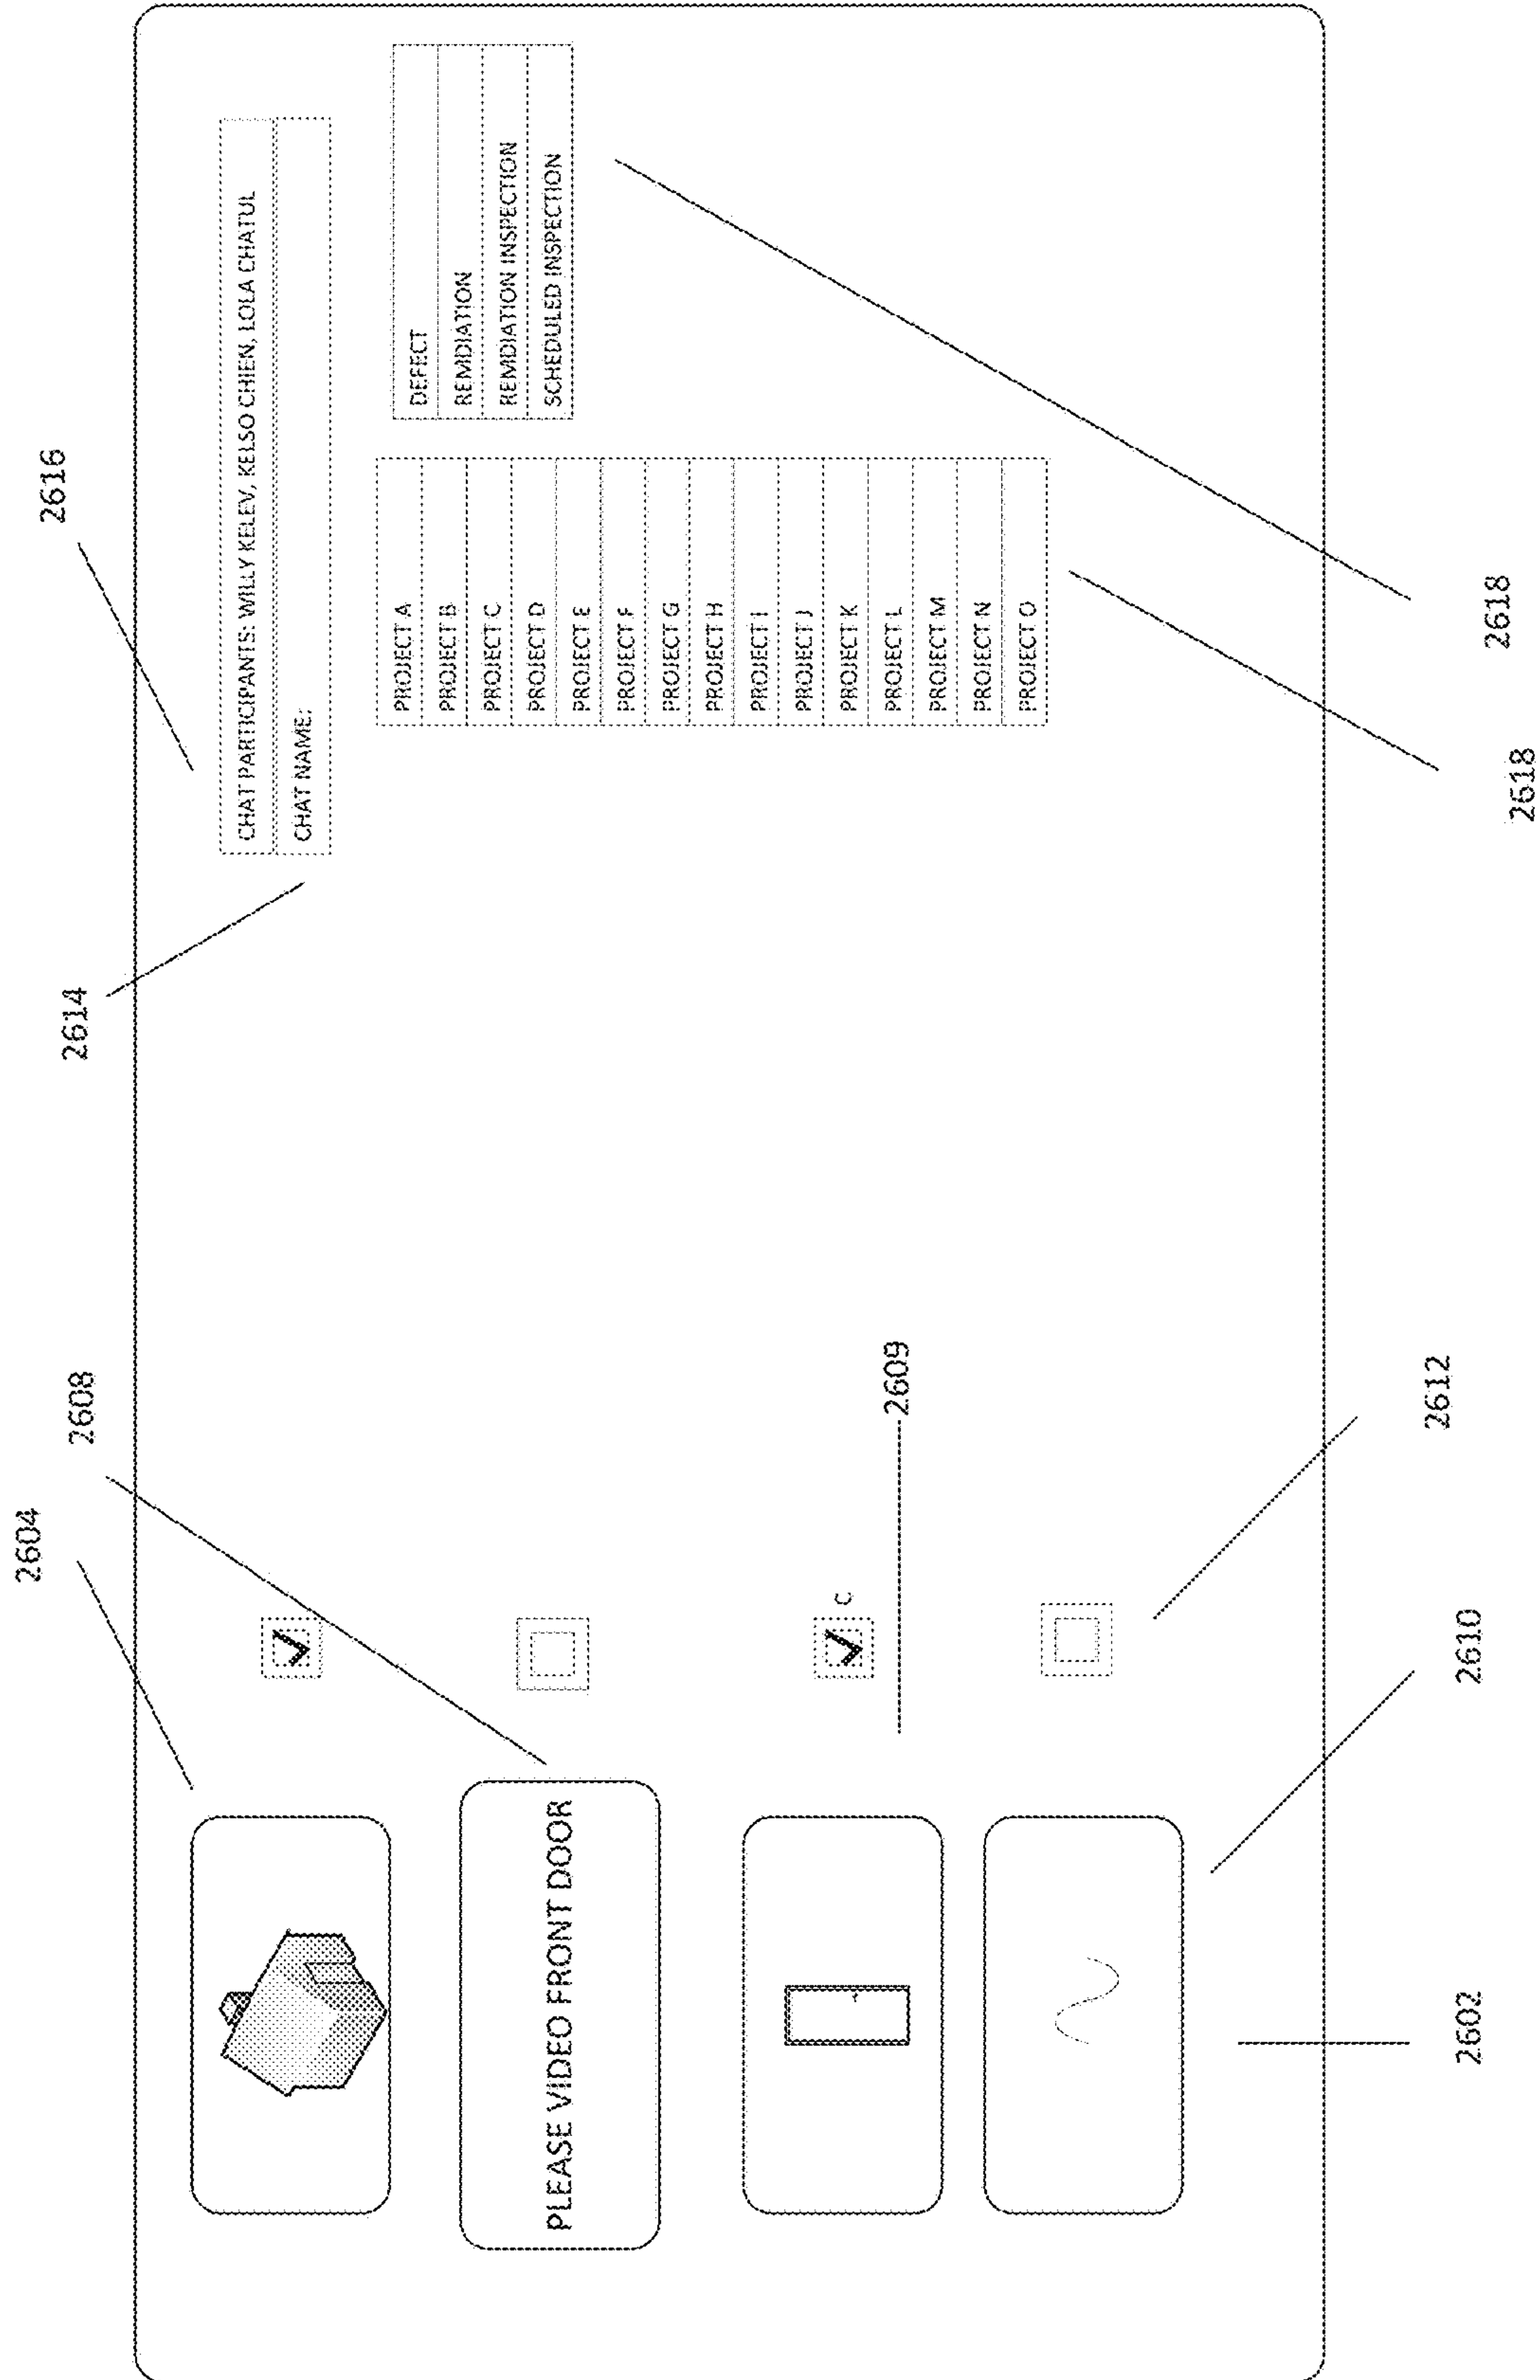 2604
2608
2614
2616
CHAT PARTICIPANTS: WILLY KELEV, KELSO CHIEN, LOLA CHATUL
CHAT NAME:
PLEASE VIDEO FRONT DOOR
C
2609
PROJECT A
PROJECT B
PROJECT C
PROJECT D
PROJECT E
PROJECT F
PROJECT G
PROJECT H
PROJECT I
PROJECT J
PROJECT K
PROJECT L
PROJECT M
PROJECT N
PROJECT O
DEFECT
REMDIATION
REMDIATION INSPECTION
SCHEDULED INSPECTION
2602
2610
2612
2618
2618